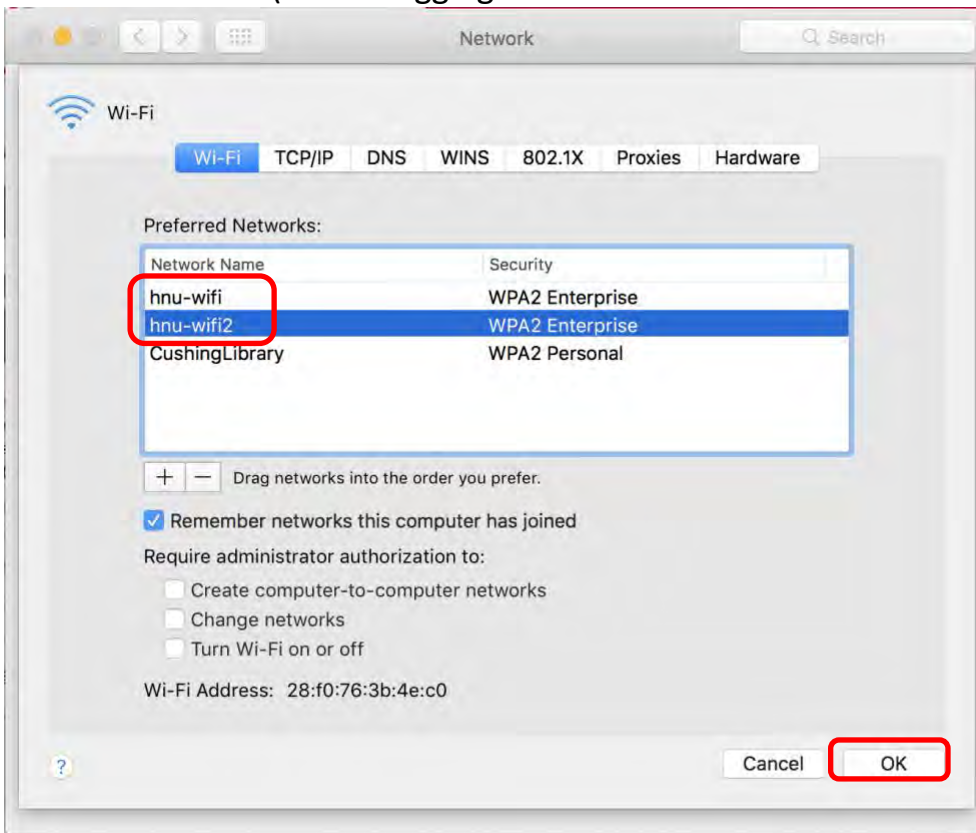 Network
Search
Wi-Fi
Wi-Fi TCP/IP DNS WINS 802.1X Proxies Hardware
Preferred Networks:
Network Name Security
hnu-wifi WPA2 Enterprise
hnu-wifi2 WPA2 Enterprise
CushingLibrary WPA2 Personal
+ − Drag networks into the order you prefer.
Remember networks this computer has joined
Require administrator authorization to:
Create computer-to-computer networks
Change networks
Turn Wi-Fi on or off
Wi-Fi Address: 28:f0:76:3b:4e:c0
? Cancel OK